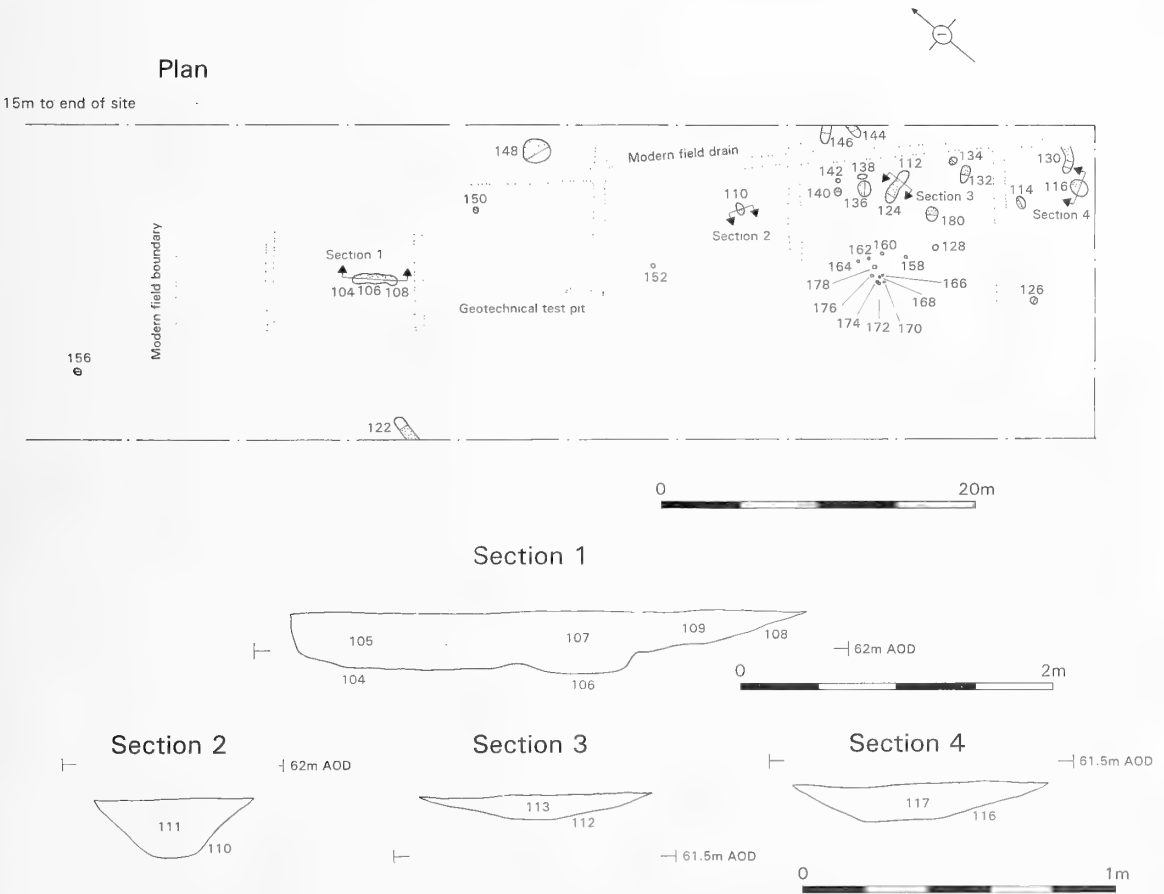 Plan
15m to end of site
148
Modern field drain
146
144
142
138
112
134
130
150
110
140
136
124
132
114
116
Section 3
Section 4
180
Section 2
Modern field boundary
Section 1
104 106 108
152
162
160
128
164
158
178
166
176
168
174
172
170
126
Geotechnical test pit
156
122
0 20m
Section 1
105
107
109
108
62m AOD
104
106
0 2m
Section 2
62m AOD
111
110
Section 3
113
112
61.5m AOD
Section 4
61.5m AOD
117
116
0 1m